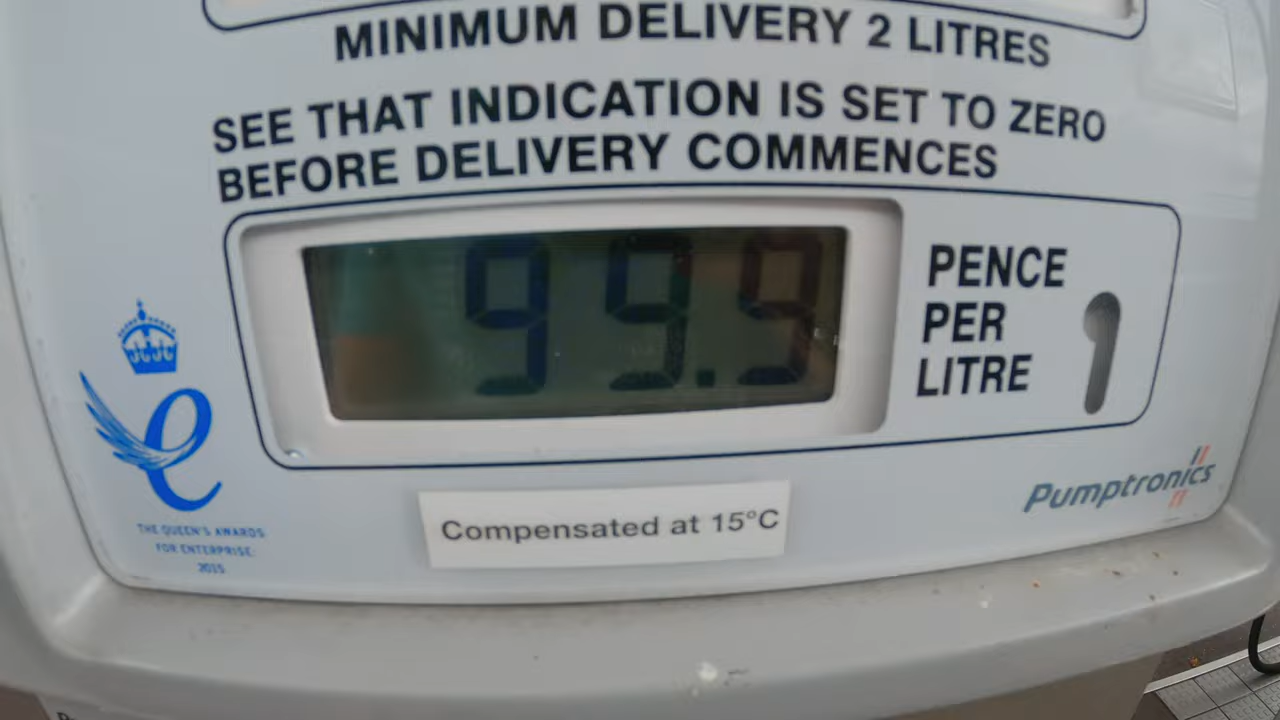 MINIMUM DELIVERY 2 LITRES
SEE THAT INDICATION IS SET TO ZERO
BEFORE DELIVERY COMMENCES
99.9
PENCE
PER
LITRE
e
THE QUEEN'S AWARDS
FOR ENTERPRISE:
2015
Compensated at 15°C
Pumptronics